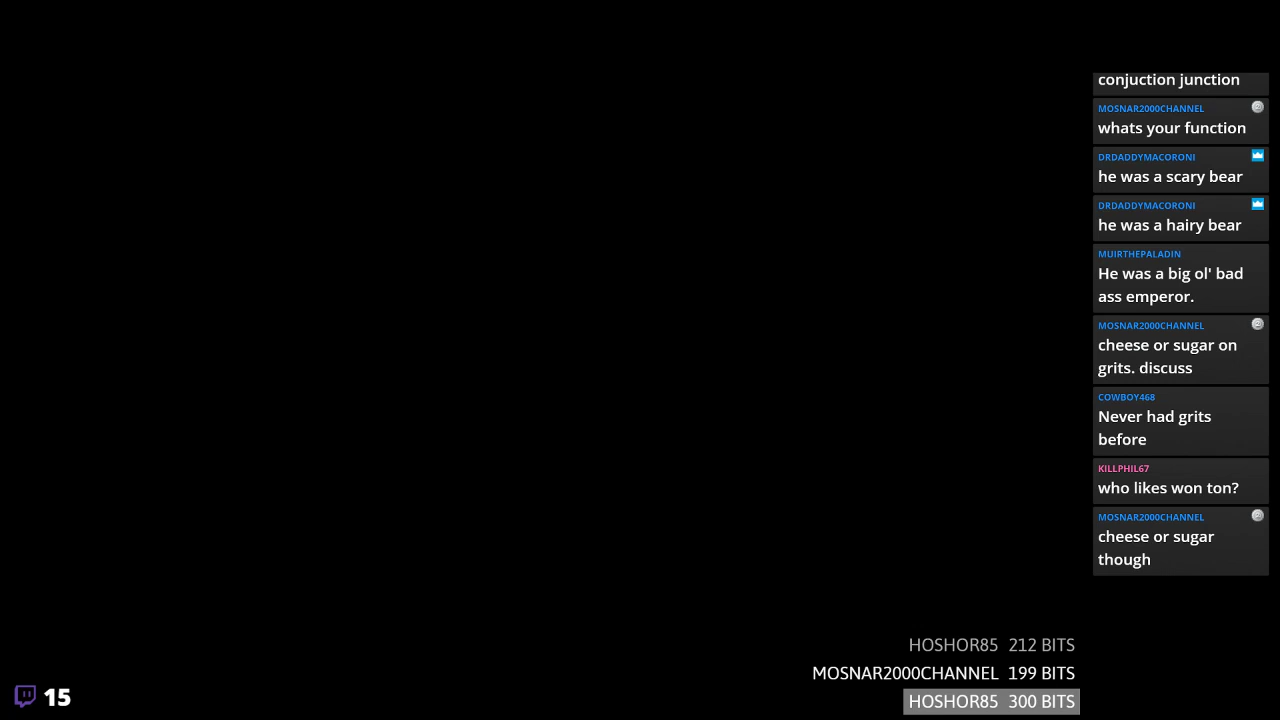 conjuction junction
MOSNAR2000CHANNEL
whats your function
DRDADDYMACORONI
he was a scary bear
DRDADDYMACORONI
he was a hairy bear
MUIRTHEPALADIN
He was a big ol' bad
ass emperor.
MOSNAR2000CHANNEL
cheese or sugar on
grits. discuss
COWBOY468
Never had grits
before
KILLPHIL67
who likes won ton?
MOSNAR2000CHANNEL
cheese or sugar
though
HOSHOR85 212 BITS
MOSNAR2000CHANNEL 199 BITS
HOSHOR85 300 BITS
15